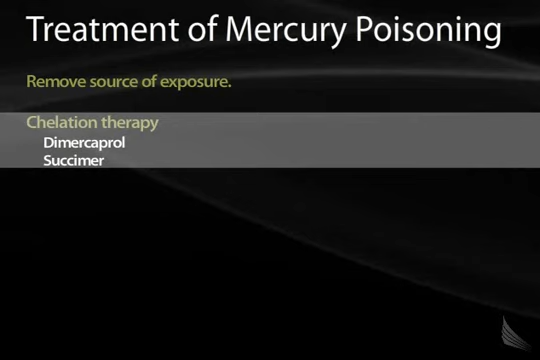 Treatment of Mercury Poisoning
Remove source of exposure.
Chelation therapy
Dimercaprol
Succimer